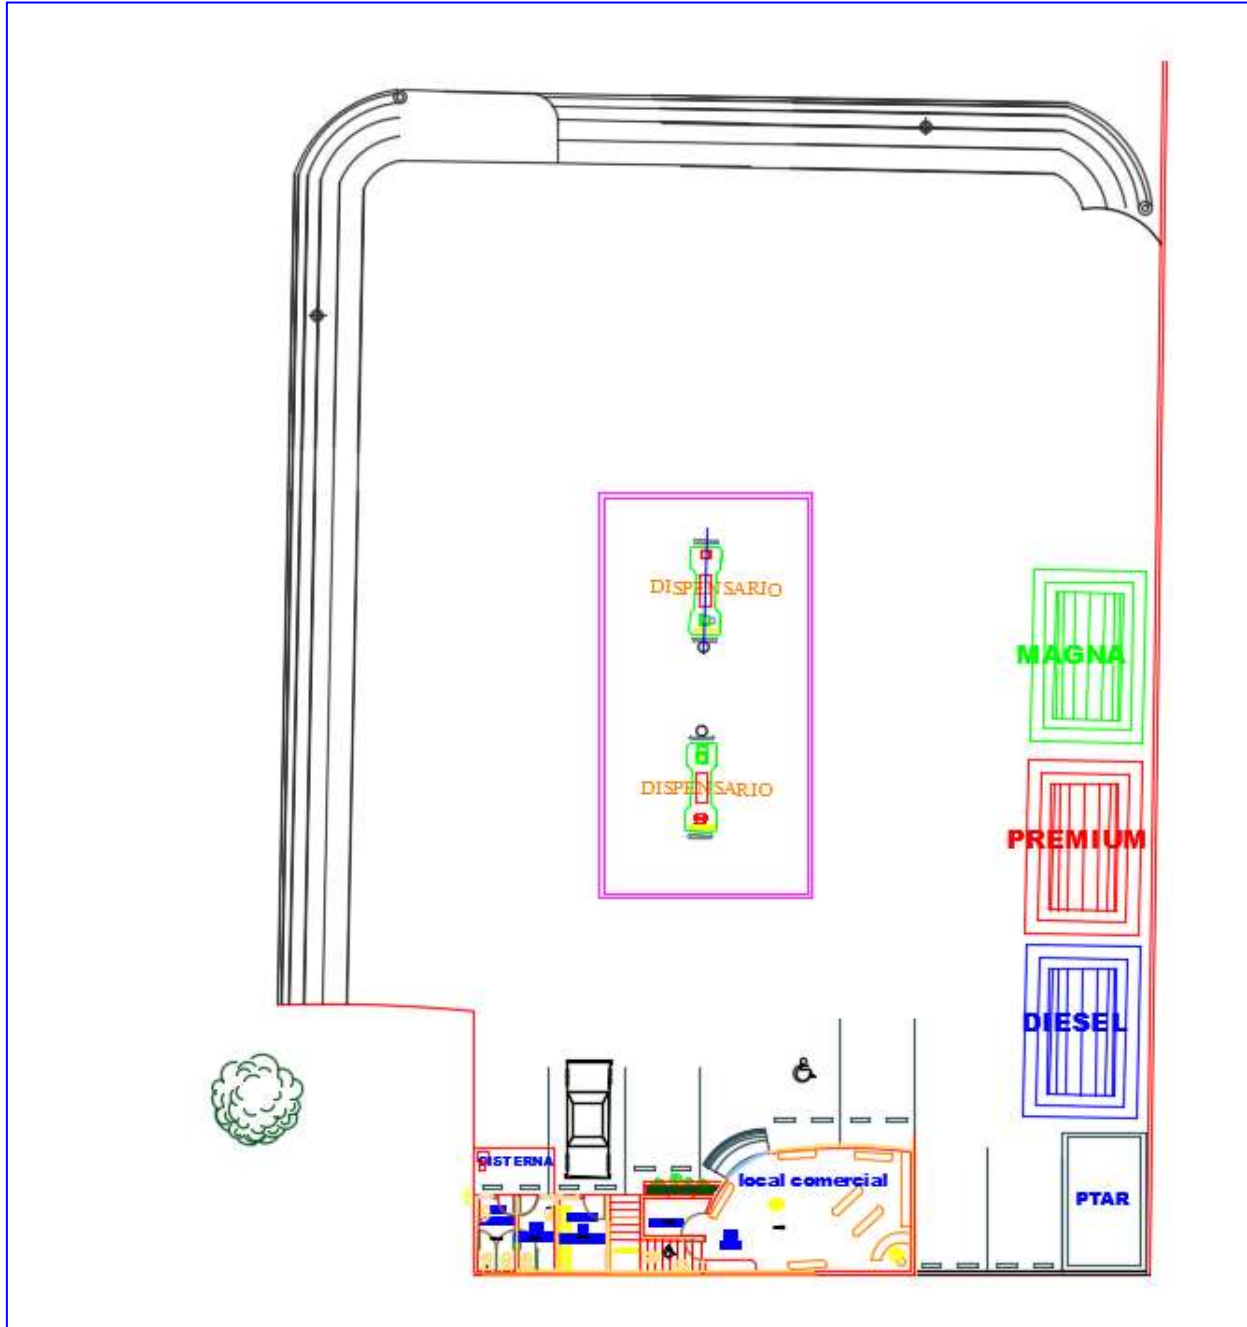 DISPENSARIO
MAGNA
DISPENSARIO
PREMIUM
DIESEL
CISTERNA
local comercial
PTAR